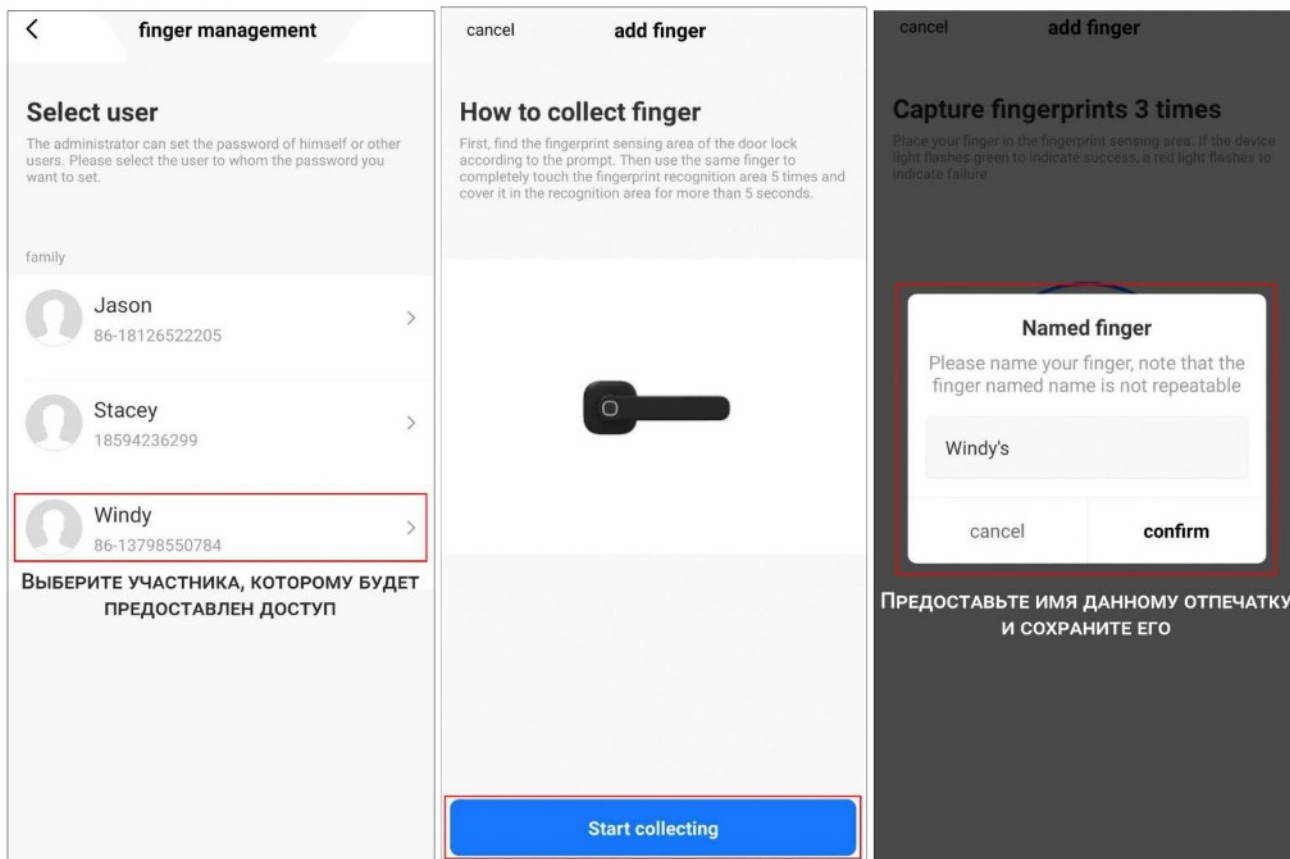 finger management
Select user
The administrator can set the password of himself or other
users. Please select the user to whom the password you
want to set.
family
Jason
86-18126522205
Stacey
18594236299
Windy
86-13798550784
ВЫБЕРИТЕ УЧАСТНИКА, КОТОРОМУ БУДЕТ
ПРЕДОСТАВЛЕН ДОСТУП
cancel
add finger
How to collect finger
First, find the fingerprint sensing area of the door lock
according to the prompt. Then use the same finger to
completely touch the fingerprint recognition area 5 times and
cover it in the recognition area for more than 5 seconds.
Start collecting
cancel
add finger
Capture fingerprints 3 times
Place your finger in the fingerprint sensing area. If the device
light flashes green to indicate success, a red light flashes to
indicate failure
Named finger
Please name your finger, note that the
finger named name is not repeatable
Windy's
cancel
confirm
ПРЕДОСТАВЬТЕ ИМЯ ДАННОМУ ОТПЕЧАТКУ
И СОХРАНИТЕ ЕГО